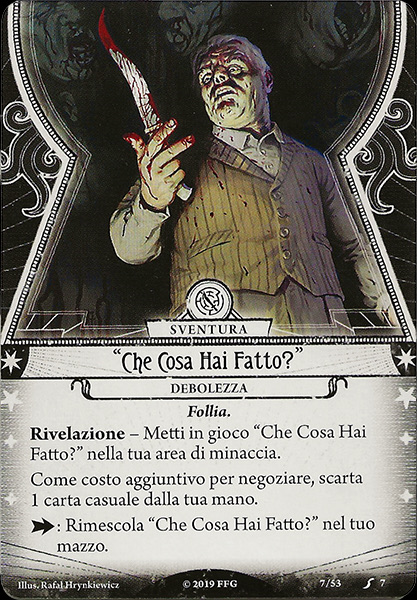 SVENTURA
“Che Cosa Hai Fatto?”
DEBOLEZZA
Follia.
Rivelazione – Metti in gioco “Che Cosa Hai
Fatto?” nella tua area di minaccia.
Come costo aggiuntivo per negoziare, scarta
1 carta casuale dalla tua mano.
: Rimescola “Che Cosa Hai Fatto?” nel tuo
mazzo.
Illus. Rafał Hrynkiewicz © 2019 FFG 7/53 7